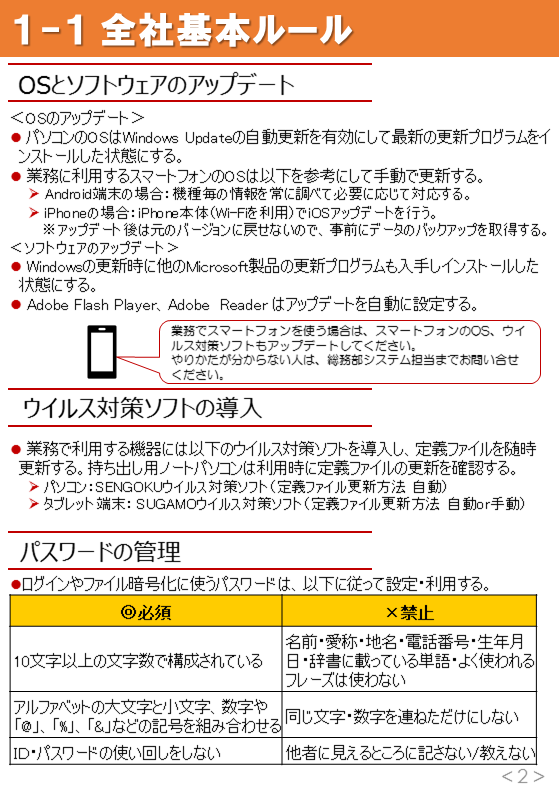 1-1 全社基本ルール
OSとソフトウェアのアップデート
＜OSのアップデート＞
● パソコンのOSはWindows Updateの自動更新を有効にして最新の更新プログラムをイ
ンストールした状態にする。
● 業務に利用するスマートフォンのOSは以下を参考にして手動で更新する。
➤ Android端末の場合：機種毎の情報を常に調べて必要に応じて対応する。
➤ iPhoneの場合：iPhone本体（Wi-Fiを利用）でiOSアップデートを行う。
※アップデート後は元のバージョンに戻せないので、事前にデータのバックアップを取得する。
＜ソフトウェアのアップデート＞
● Windowsの更新時に他のMicrosoft製品の更新プログラムも入手しインストールした
状態にする。
● Adobe Flash Player、Adobe Reader はアップデートを自動に設定する。
業務でスマートフォンを使う場合は、スマートフォンのOS、ウイ
ルス対策ソフトもアップデートしてください。
やりかたが分からない人は、総務部システム担当までお問い合せ
ください。
ウイルス対策ソフトの導入
● 業務で利用する機器には以下のウイルス対策ソフトを導入し、定義ファイルを随時
更新する。持ち出し用ノートパソコンは利用時に定義ファイルの更新を確認する。
➤ パソコン：SENGOKUウイルス対策ソフト（定義ファイル更新方法 自動）
➤ タブレット端末： SUGAMOウイルス対策ソフト（定義ファイル更新方法 自動or手動）
パスワードの管理
●ログインやファイル暗号化に使うパスワードは、以下に従って設定・利用する。
◎必須 ×禁止
10文字以上の文字数で構成されている
名前・愛称・地名・電話番号・生年月
日・辞書に載っている単語・よく使われる
フレーズは使わない
アルファベットの大文字と小文字、数字や
「@」、「%」、「&」などの記号を組み合わせる
同じ文字・数字を連ねただけにしない
ID・パスワードの使い回しをしない
他者に見えるところに記さない/教えない
＜2＞